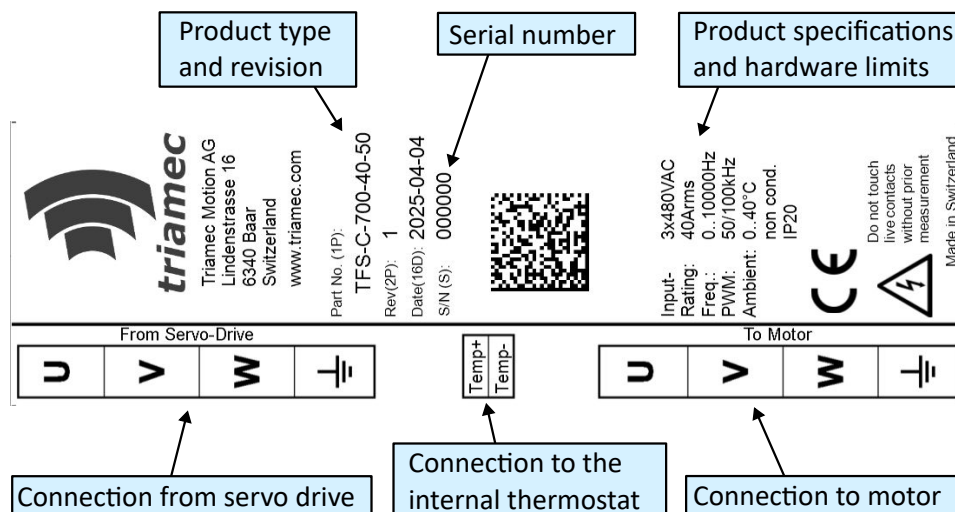 Product type
and revision
Serial number
Product specifications
and hardware limits
triamec
Triamec Motion AG
Lindenstrasse 16
6340 Baar
Switzerland
www.triamec.com
Part No. (1P):
TFS-C-700-40-50
Rev(2P): 1
Date(16D): 2025-04-04
S/N (S): 000000
Input- 3x480VAC
Rating: 40Arms
Freq.: 0..10000Hz
PWM: 50/100kHz
Ambient: 0..40°C
non cond.
IP20
CE
Do not touch
live contacts
without prior
measurement
Made in Switzerland
From Servo-Drive
U V W
Temp+
Temp-
To Motor
U V W
Connection from servo drive
Connection to the
internal thermostat
Connection to motor